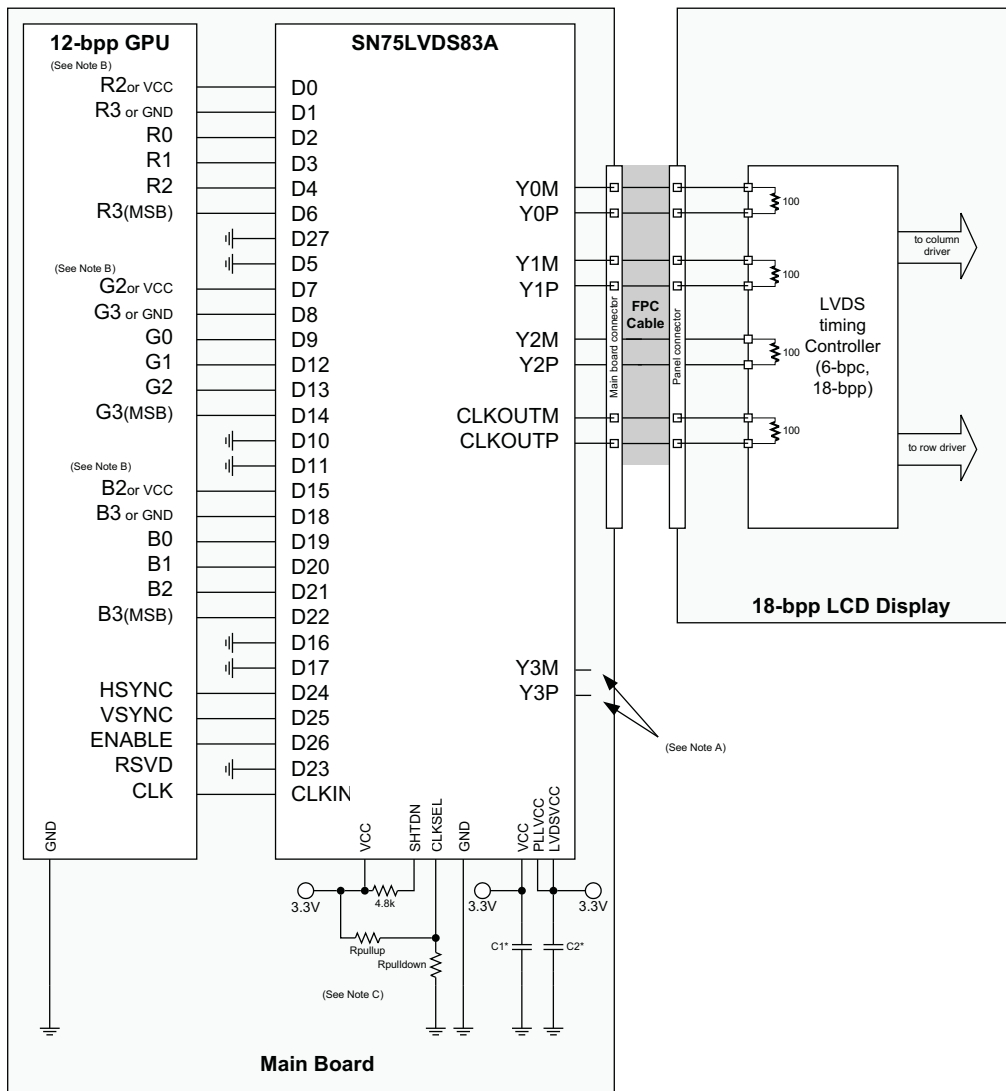 12-bpp GPU
(See Note B)
R2or VCC
R3 or GND
R0
R1
R2
R3(MSB)
(See Note B)
G2or VCC
G3 or GND
G0
G1
G2
G3(MSB)
(See Note B)
B2or VCC
B3 or GND
B0
B1
B2
B3(MSB)
HSYNC
VSYNC
ENABLE
RSVD
CLK
GND
SN75LVDS83A
D0
D1
D2
D3
D4
D6
D27
D5
D7
D8
D9
D12
D13
D14
D10
D11
D15
D18
D19
D20
D21
D22
D16
D17
D24
D25
D26
D23
CLKIN
Y0M
Y0P
Y1M
Y1P
Y2M
Y2P
CLKOUTM
CLKOUTP
Y3M
Y3P
(See Note A)
VCC
SHTDN
CLKSEL
GND
VCC
PLLVCC
LVDSVCC
3.3V
4.8k
3.3V
3.3V
Rpullup
Rpulldown
C1*
C2*
(See Note C)
Main Board
Main board connector
FPC
Cable
Panel connector
100
100
100
100
LVDS
timing
Controller
(6-bpc,
18-bpp)
to column
driver
to row driver
18-bpp LCD Display